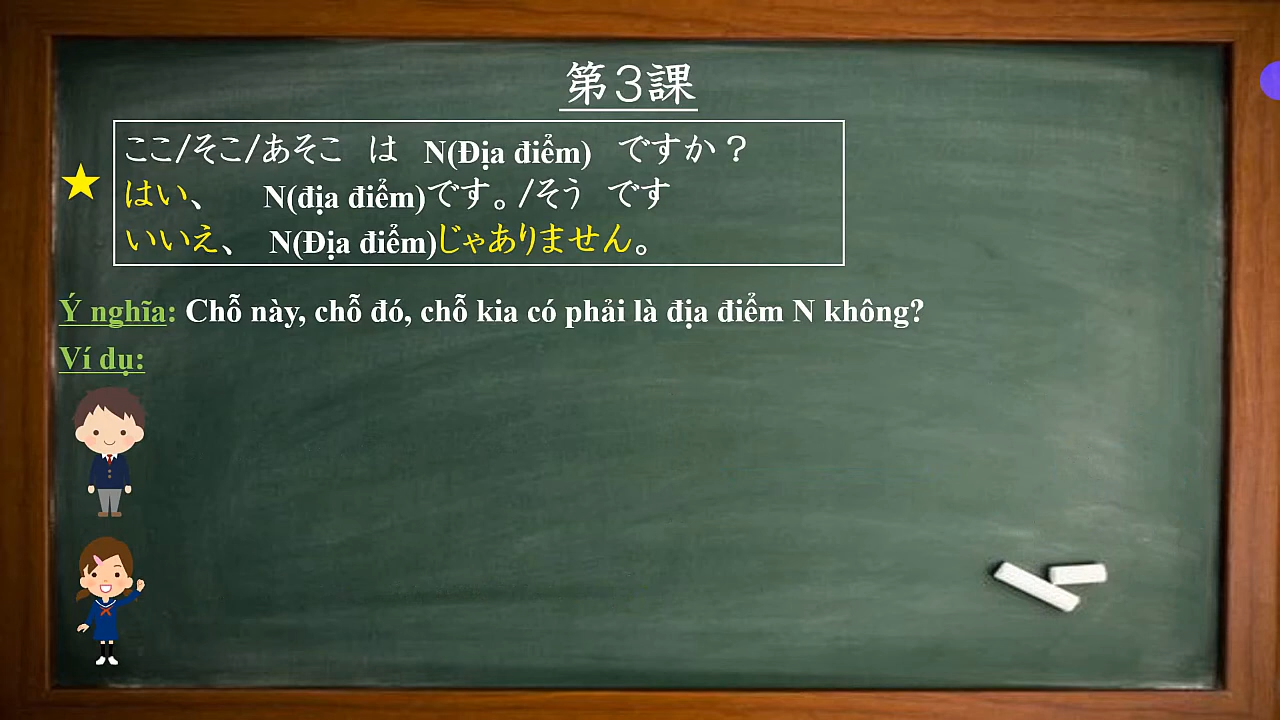 第3課
ここ/そこ/あそこ は N(Địa điểm) ですか？
はい、 N(địa điểm)です。/そう です
いいえ、 N(Địa điểm)じゃありません。
Ý nghĩa: Chỗ này, chỗ đó, chỗ kia có phải là địa điểm N không?
Ví dụ: